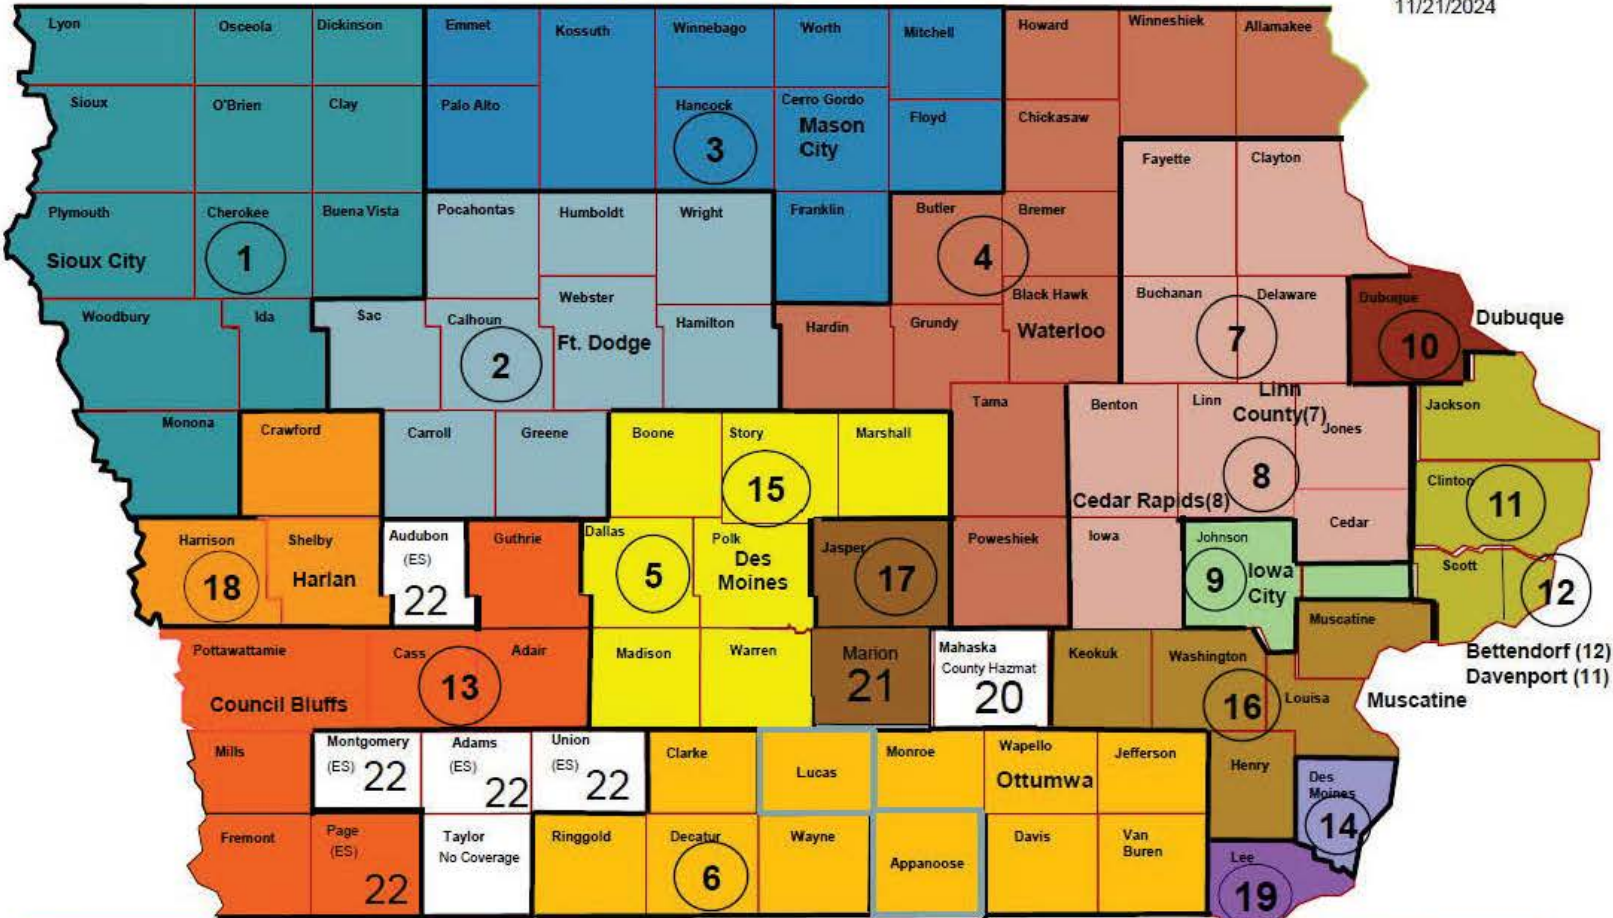 11/21/2024
Lyon
Osceola
Dickinson
Emmet
Kossuth
Winnebago
Worth
Mitchell
Howard
Winneshiek
Allamakee
Sioux
O'Brien
Clay
Palo Alto
Hancock
3
Cerro Gordo
Mason
City
Floyd
Chickasaw
Fayette
Clayton
Plymouth
Sioux City
Cherokee
1
Buena Vista
Pocahontas
Humboldt
Wright
Franklin
Butler
4
Bremer
Woodbury
Ida
Sac
Calhoun
2
Webster
Ft. Dodge
Hamilton
Hardin
Grundy
Black Hawk
Waterloo
Buchanan
7
Delaware
Dubuque
10
Dubuque
Monona
Crawford
Carroll
Greene
Boone
Story
15
Marshall
Tama
Benton
Linn
Linn
County(7)
Jones
8
Cedar Rapids(8)
Jackson
Clinton
11
Harrison
18
Shelby
Harlan
Audubon
(ES)
22
Guthrie
Dallas
5
Polk
Des
Moines
Jasper
17
Poweshiek
Iowa
Johnson
9
Iowa
City
Cedar
Scott
12
Bettendorf (12)
Davenport (11)
Pottawattamie
Council Bluffs
Cass
13
Adair
Madison
Warren
Marion
21
Mahaska
County Hazmat
20
Keokuk
Washington
16
Muscatine
Louisa
Muscatine
Mills
Montgomery
(ES)
22
Adams
(ES)
22
Union
(ES)
22
Clarke
Lucas
Monroe
Wapello
Ottumwa
Jefferson
Henry
Des
Moines
14
Fremont
Page
(ES)
22
Taylor
No Coverage
Ringgold
Decatur
6
Wayne
Appanoose
Davis
Van
Buren
Lee
19